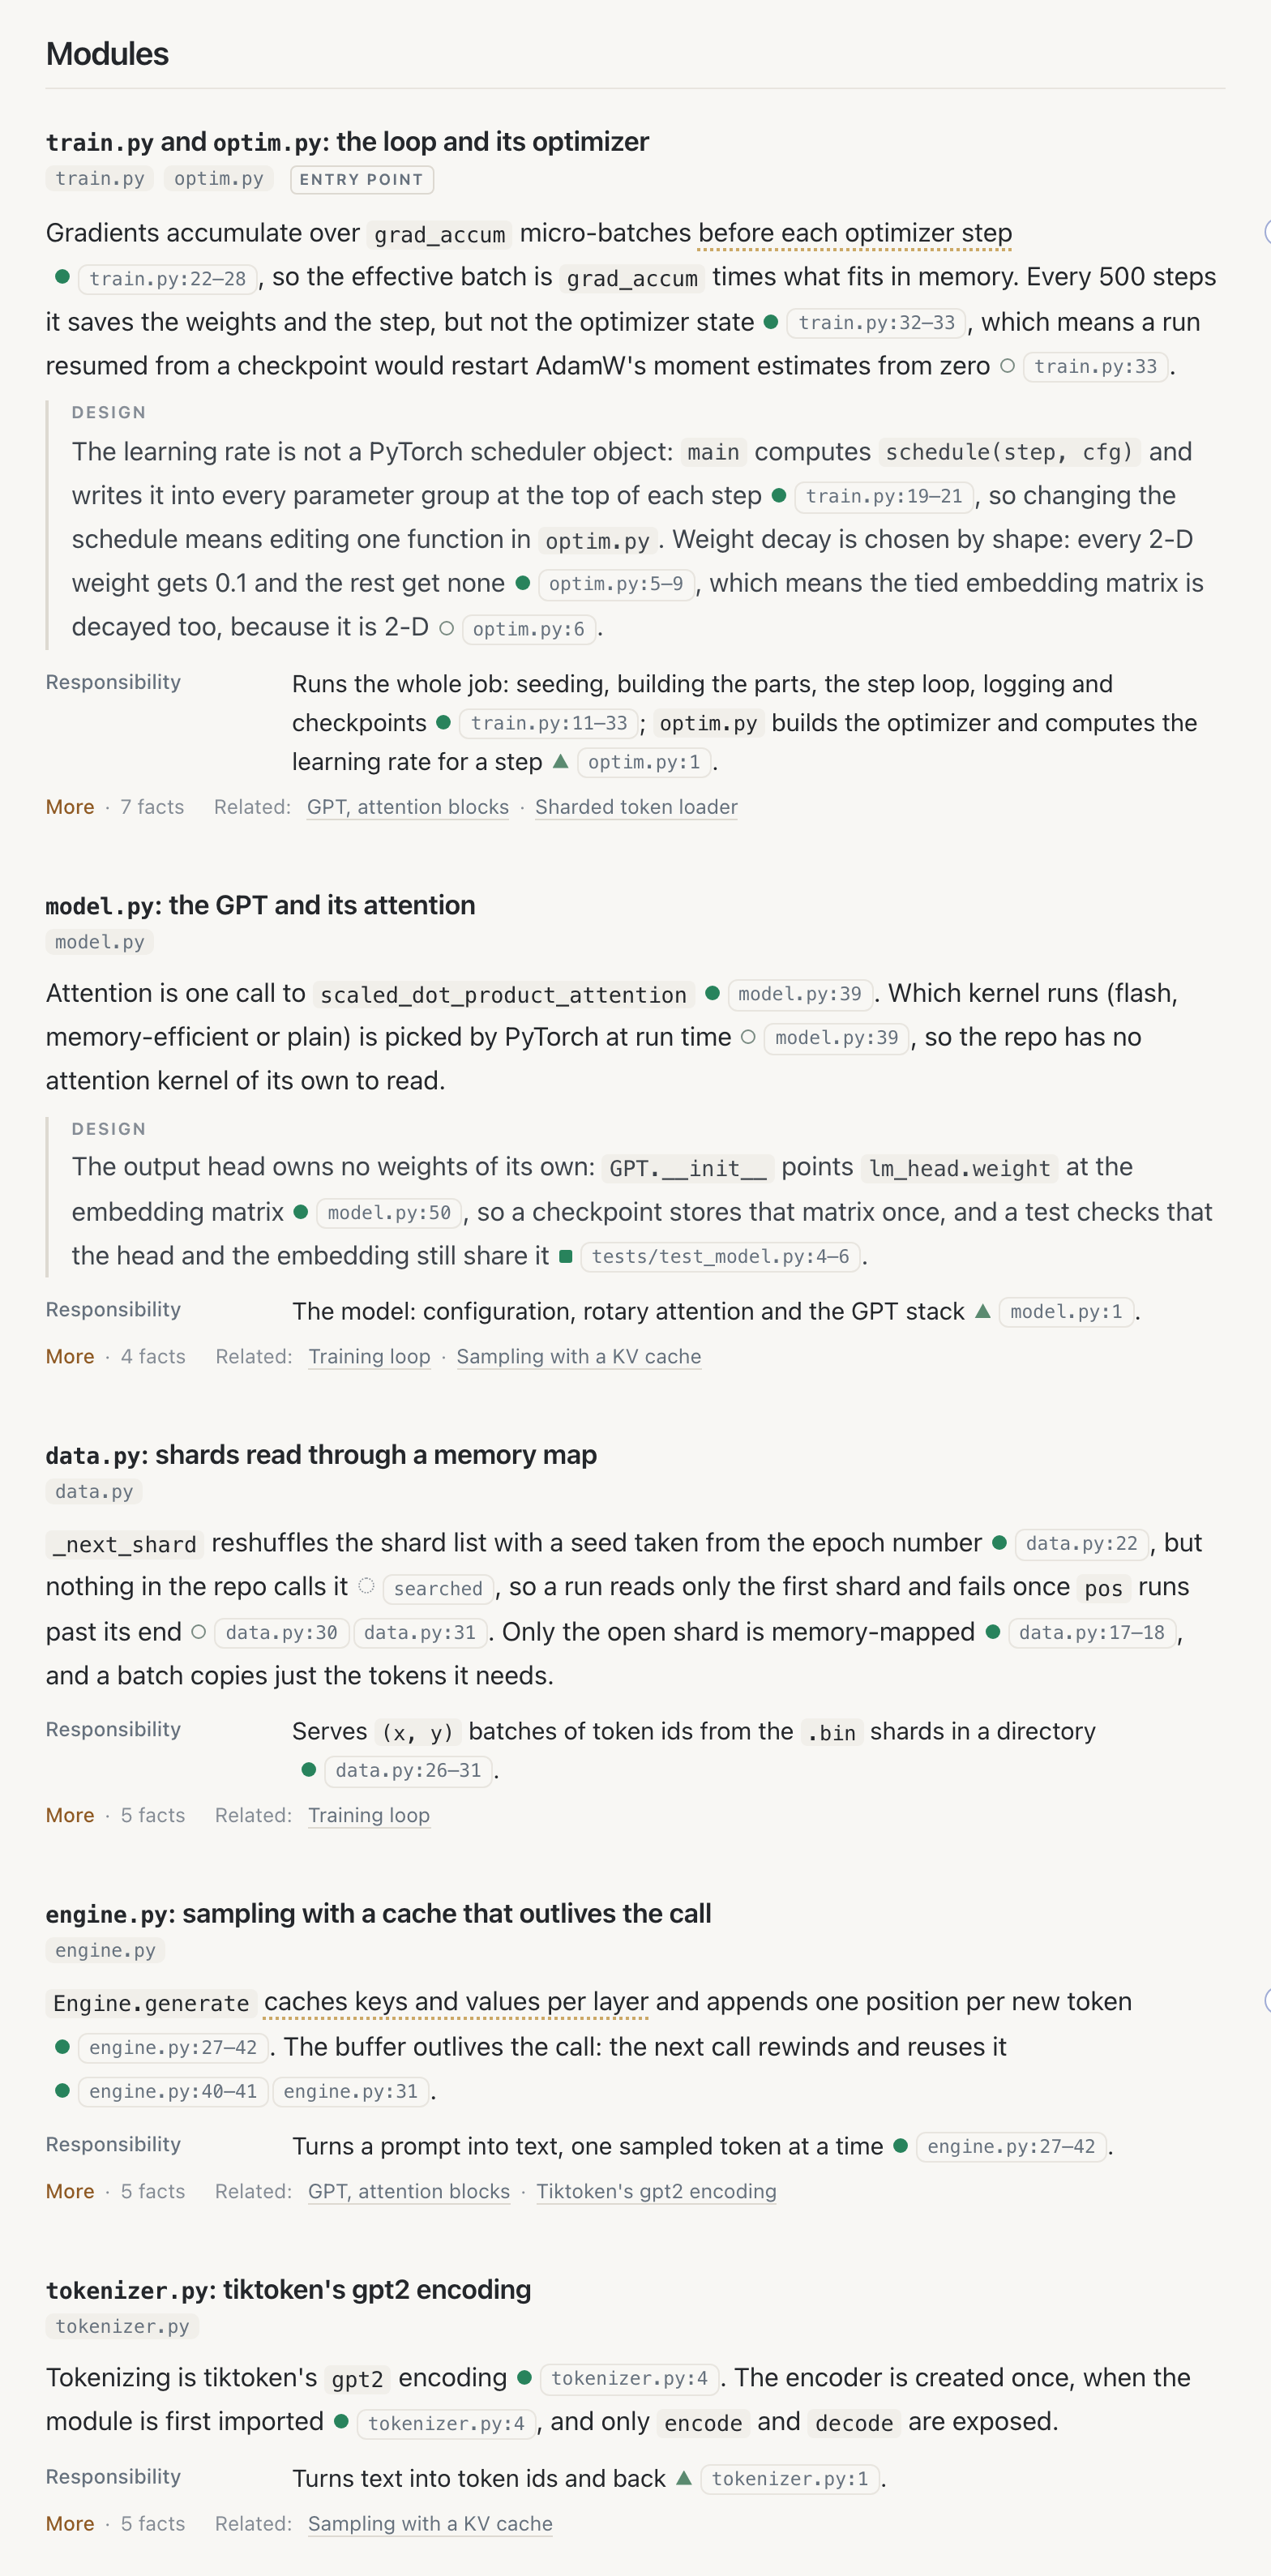 Modules
train.py and optim.py: the loop and its optimizer
train.py optim.py ENTRY POINT
Gradients accumulate over grad_accum micro-batches before each optimizer step
train.py:22–28, so the effective batch is grad_accum times what fits in memory. Every 500 steps
it saves the weights and the step, but not the optimizer state train.py:32–33, which means a run
resumed from a checkpoint would restart AdamW's moment estimates from zero train.py:33.
DESIGN
The learning rate is not a PyTorch scheduler object: main computes schedule(step, cfg) and
writes it into every parameter group at the top of each step train.py:19–21, so changing the
schedule means editing one function in optim.py. Weight decay is chosen by shape: every 2-D
weight gets 0.1 and the rest get none optim.py:5–9, which means the tied embedding matrix is
decayed too, because it is 2-D optim.py:6.
Responsibility Runs the whole job: seeding, building the parts, the step loop, logging and
checkpoints train.py:11–33; optim.py builds the optimizer and computes the
learning rate for a step optim.py:1.
More · 7 facts Related: GPT, attention blocks · Sharded token loader
model.py: the GPT and its attention
model.py
Attention is one call to scaled_dot_product_attention model.py:39. Which kernel runs (flash,
memory-efficient or plain) is picked by PyTorch at run time model.py:39, so the repo has no
attention kernel of its own to read.
DESIGN
The output head owns no weights of its own: GPT.__init__ points lm_head.weight at the
embedding matrix model.py:50, so a checkpoint stores that matrix once, and a test checks that
the head and the embedding still share it tests/test_model.py:4–6.
Responsibility The model: configuration, rotary attention and the GPT stack model.py:1.
More · 4 facts Related: Training loop · Sampling with a KV cache
data.py: shards read through a memory map
data.py
_next_shard reshuffles the shard list with a seed taken from the epoch number data.py:22, but
nothing in the repo calls it searched, so a run reads only the first shard and fails once pos runs
past its end data.py:30 data.py:31. Only the open shard is memory-mapped data.py:17–18,
and a batch copies just the tokens it needs.
Responsibility Serves (x, y) batches of token ids from the .bin shards in a directory
data.py:26–31.
More · 5 facts Related: Training loop
engine.py: sampling with a cache that outlives the call
engine.py
Engine.generate caches keys and values per layer and appends one position per new token
engine.py:27–42. The buffer outlives the call: the next call rewinds and reuses it
engine.py:40–41 engine.py:31.
Responsibility Turns a prompt into text, one sampled token at a time engine.py:27–42.
More · 5 facts Related: GPT, attention blocks · Tiktoken's gpt2 encoding
tokenizer.py: tiktoken's gpt2 encoding
tokenizer.py
Tokenizing is tiktoken's gpt2 encoding tokenizer.py:4. The encoder is created once, when the
module is first imported tokenizer.py:4, and only encode and decode are exposed.
Responsibility Turns text into token ids and back tokenizer.py:1.
More · 5 facts Related: Sampling with a KV cache